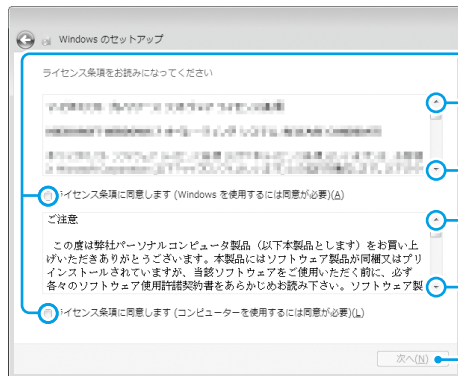 Windows のセットアップ
ライセンス条項をお読みになってください
ライセンス条項に同意します (Windows を使用するには同意が必要)(A)
ご注意
この度は弊社パーソナルコンピュータ製品（以下本製品とします）をお買い上
げいただきありがとうございます。本製品にはソフトウェア製品が同梱又はプリ
インストールされていますが、当該ソフトウェアをご使用いただく前に、必ず
各々のソフトウェア使用許諾契約書をあらかじめお読み下さい。ソフトウェア製
ライセンス条項に同意します (コンピューターを使用するには同意が必要)(L)
次へ(N)